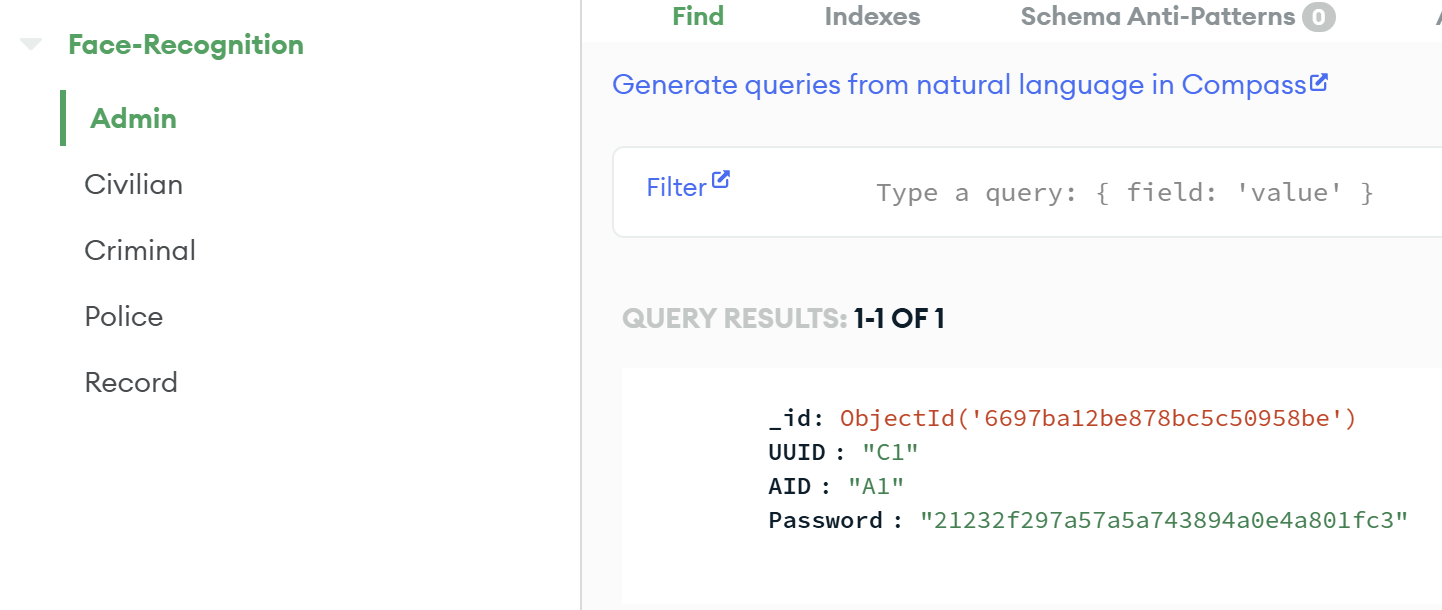 Face-Recognition
Admin
Civilian
Criminal
Police
Record
Find Indexes Schema Anti-Patterns 0
Generate queries from natural language in Compass
Filter Type a query: { field: 'value' }
QUERY RESULTS: 1-1 OF 1
_id: ObjectId('6697ba12be878bc5c50958be')
UUID : "C1"
AID : "A1"
Password : "21232f297a57a5a743894a0e4a801fc3"